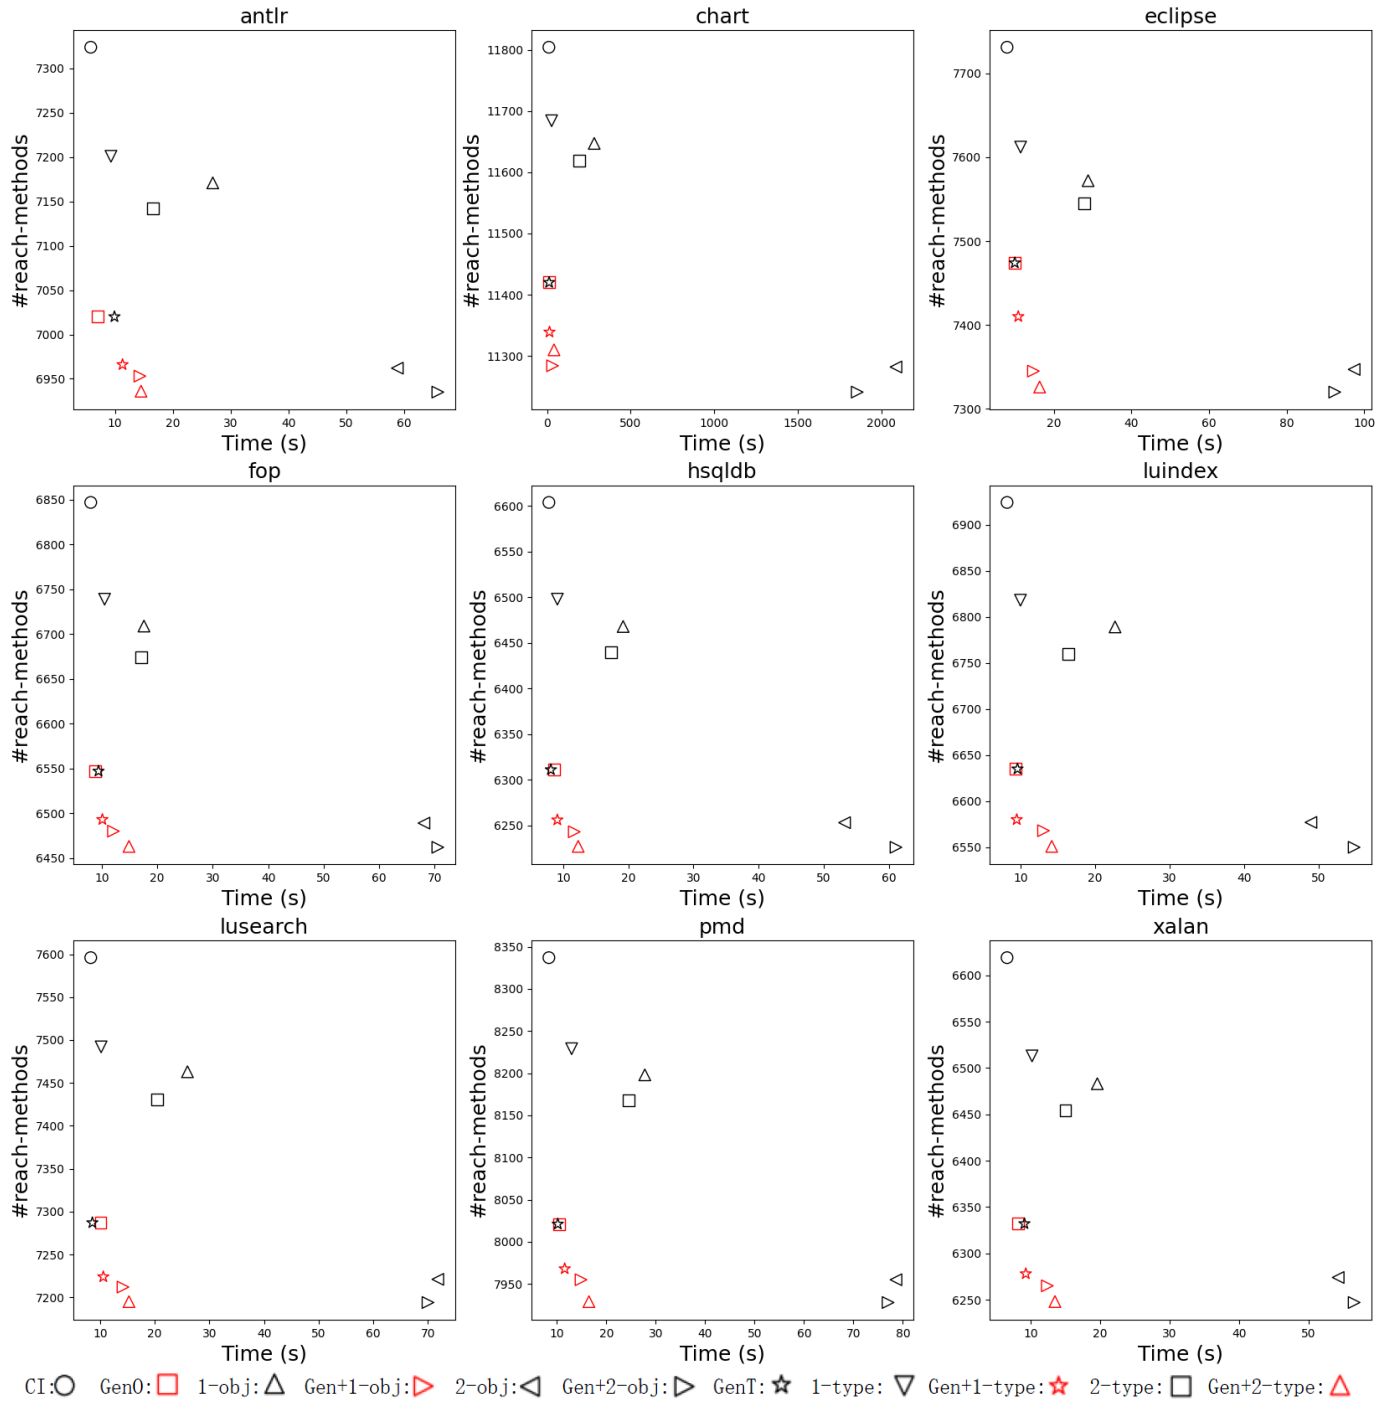 antlr
chart
eclipse
#reach-methods
7300
7250
7200
7150
7100
7050
7000
6950
10 20 30 40 50 60
Time (s)
#reach-methods
11800
11700
11600
11500
11400
11300
0 500 1000 1500 2000
Time (s)
#reach-methods
7700
7600
7500
7400
7300
20 40 60 80 100
Time (s)
fop
hsqldb
luindex
#reach-methods
6850
6800
6750
6700
6650
6600
6550
6500
6450
10 20 30 40 50 60 70
Time (s)
#reach-methods
6600
6550
6500
6450
6400
6350
6300
6250
10 20 30 40 50 60
Time (s)
#reach-methods
6900
6850
6800
6750
6700
6650
6600
6550
10 20 30 40 50
Time (s)
lusearch
pmd
xalan
#reach-methods
7600
7550
7500
7450
7400
7350
7300
7250
7200
10 20 30 40 50 60 70
Time (s)
#reach-methods
8350
8300
8250
8200
8150
8100
8050
8000
7950
10 20 30 40 50 60 70 80
Time (s)
#reach-methods
6600
6550
6500
6450
6400
6350
6300
6250
10 20 30 40 50
Time (s)
CI: GenO: 1-obj: Gen+1-obj: 2-obj: Gen+2-obj: GenT: 1-type: Gen+1-type: 2-type: Gen+2-type: